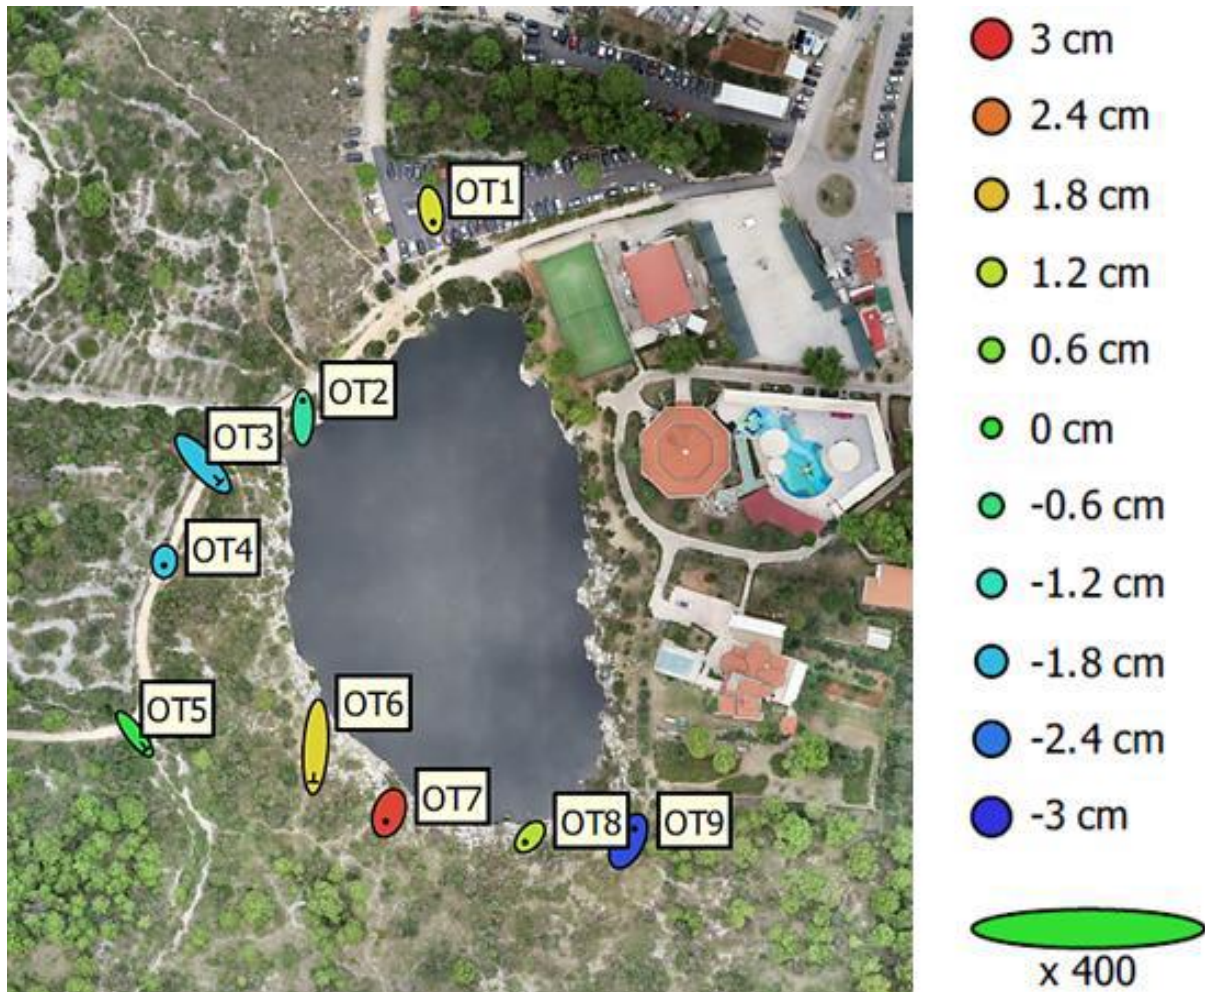 OT1
OT2
OT3
OT4
OT5
OT6
OT7
OT8
OT9
3 cm
2.4 cm
1.8 cm
1.2 cm
0.6 cm
0 cm
-0.6 cm
-1.2 cm
-1.8 cm
-2.4 cm
-3 cm
x 400